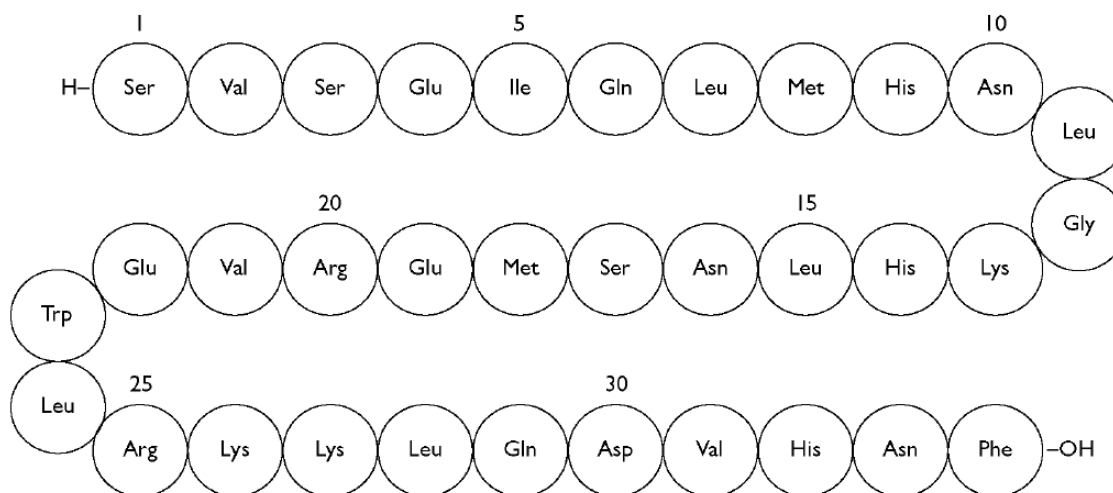 1 5 10
H– Ser Val Ser Glu Ile Gln Leu Met His Asn
Leu
20 15
Gly
Glu Val Arg Glu Met Ser Asn Leu His Lys
Trp
25 30
Leu
Arg Lys Lys Leu Gln Asp Val His Asn Phe –OH